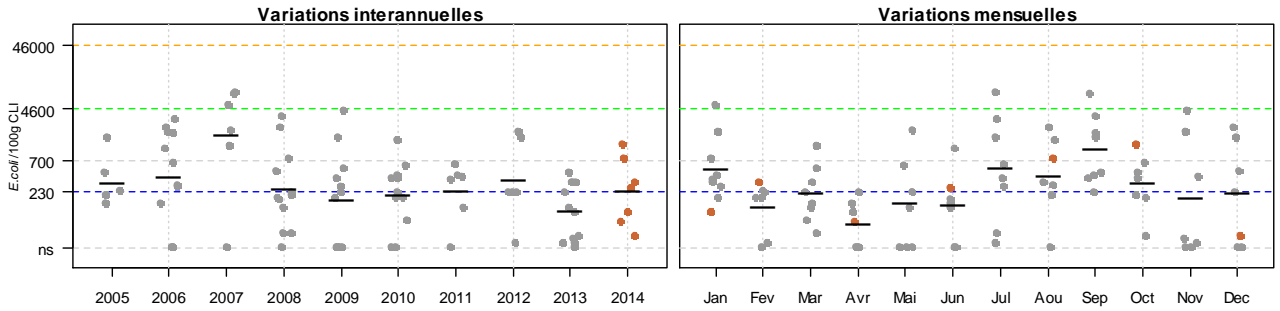 Variations interannuelles
Variations mensuelles
E.coli/100g CLI
46000
4600
700
230
ns
2005 2006 2007 2008 2009 2010 2011 2012 2013 2014
Jan Fev Mar Avr Mai Jun Jul Aou Sep Oct Nov Dec